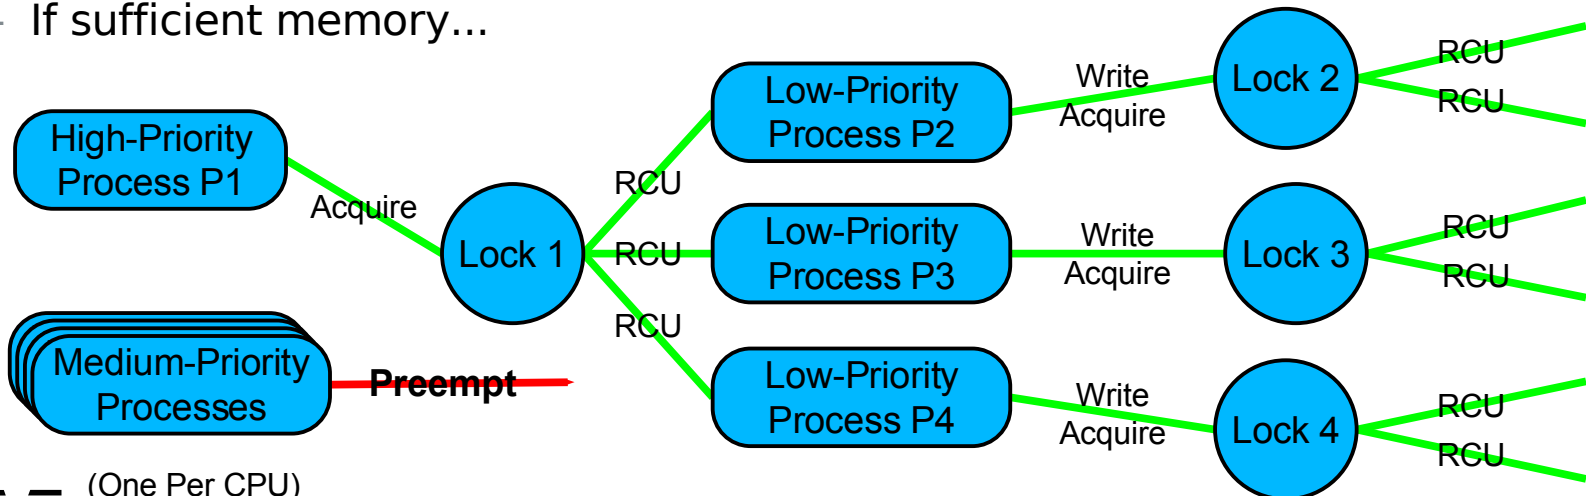 If sufficient memory...
High-Priority
Process P1
Acquire
Lock 1
RCU
RCU
RCU
Low-Priority
Process P2
Low-Priority
Process P3
Low-Priority
Process P4
Write
Acquire
Write
Acquire
Write
Acquire
Lock 2
Lock 3
Lock 4
RCU
RCU
RCU
RCU
RCU
RCU
Medium-Priority
Processes
Preempt
(One Per CPU)